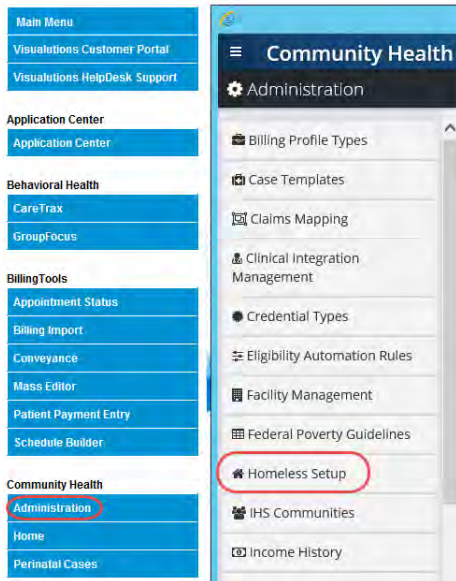 Main Menu
Visualutions Customer Portal
Visualutions HelpDesk Support
Application Center
Application Center
Behavioral Health
CareTrax
GroupFocus
BillingTools
Appointment Status
Billing Import
Conveyance
Mass Editor
Patient Payment Entry
Schedule Builder
Community Health
Administration
Home
Perinatal Cases
Community Health
Administration
Billing Profile Types
Case Templates
Claims Mapping
Clinical Integration
Management
Credential Types
Eligibility Automation Rules
Facility Management
Federal Poverty Guidelines
Homeless Setup
IHS Communities
Income History